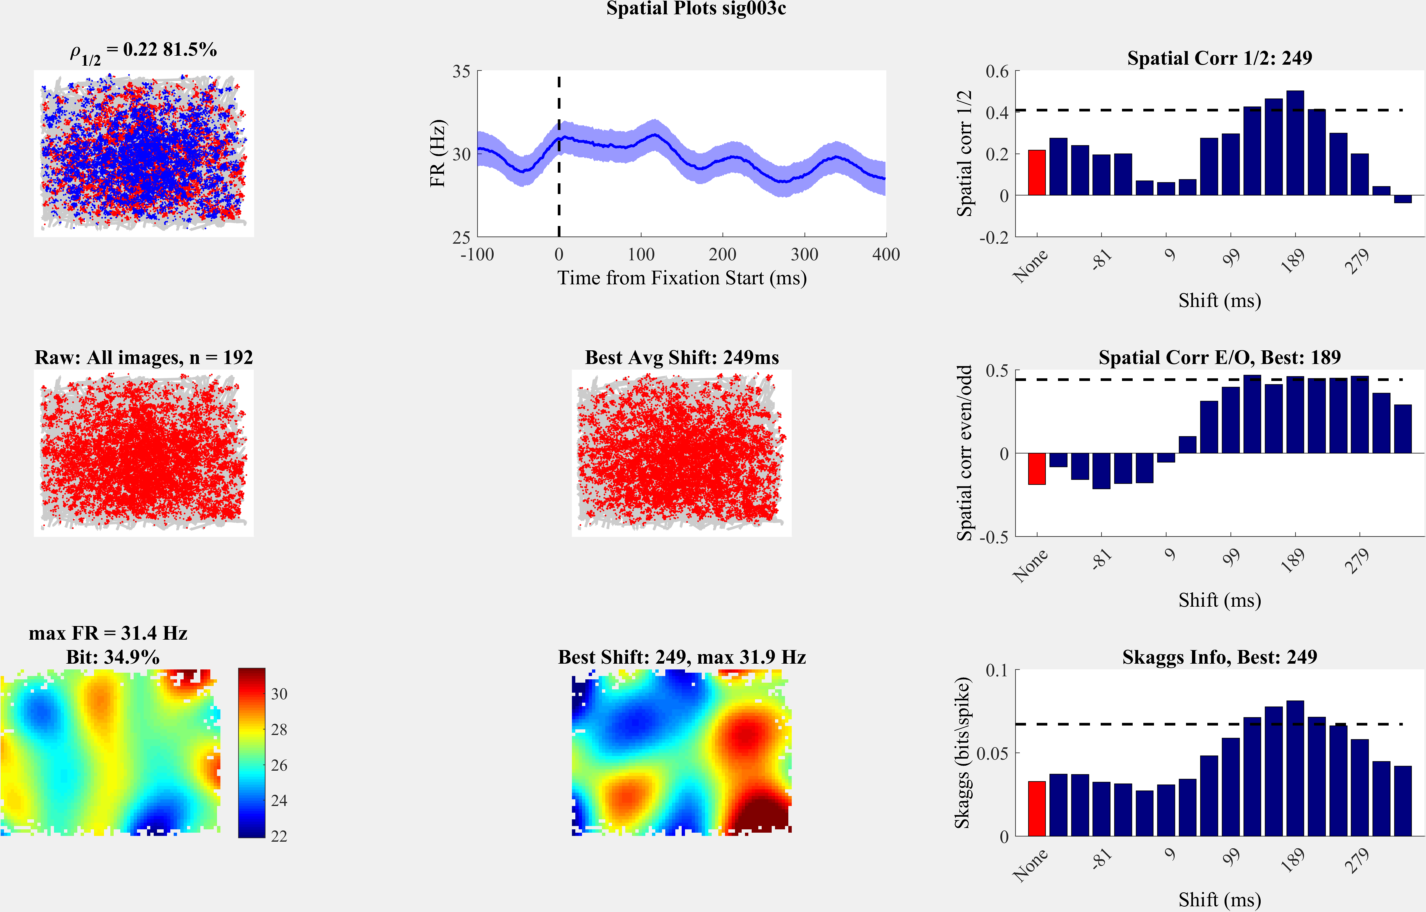 Spatial Plots sig003c
ρ1/2 = 0.22 81.5%
35
30
25
FR (Hz)
-100
0
100
200
300
400
Time from Fixation Start (ms)
Spatial Corr 1/2: 249
0.6
0.4
0.2
0
-0.2
Spatial corr 1/2
None
-81
9
99
189
279
Shift (ms)
Raw: All images, n = 192
Best Avg Shift: 249ms
Spatial Corr E/O, Best: 189
0.5
0
-0.5
Spatial corr even/odd
None
-81
9
99
189
279
Shift (ms)
max FR = 31.4 Hz
Bit: 34.9%
30
28
26
24
22
Best Shift: 249, max 31.9 Hz
Skaggs Info, Best: 249
0.1
0.05
0
Skaggs (bits\spike)
None
-81
9
99
189
279
Shift (ms)